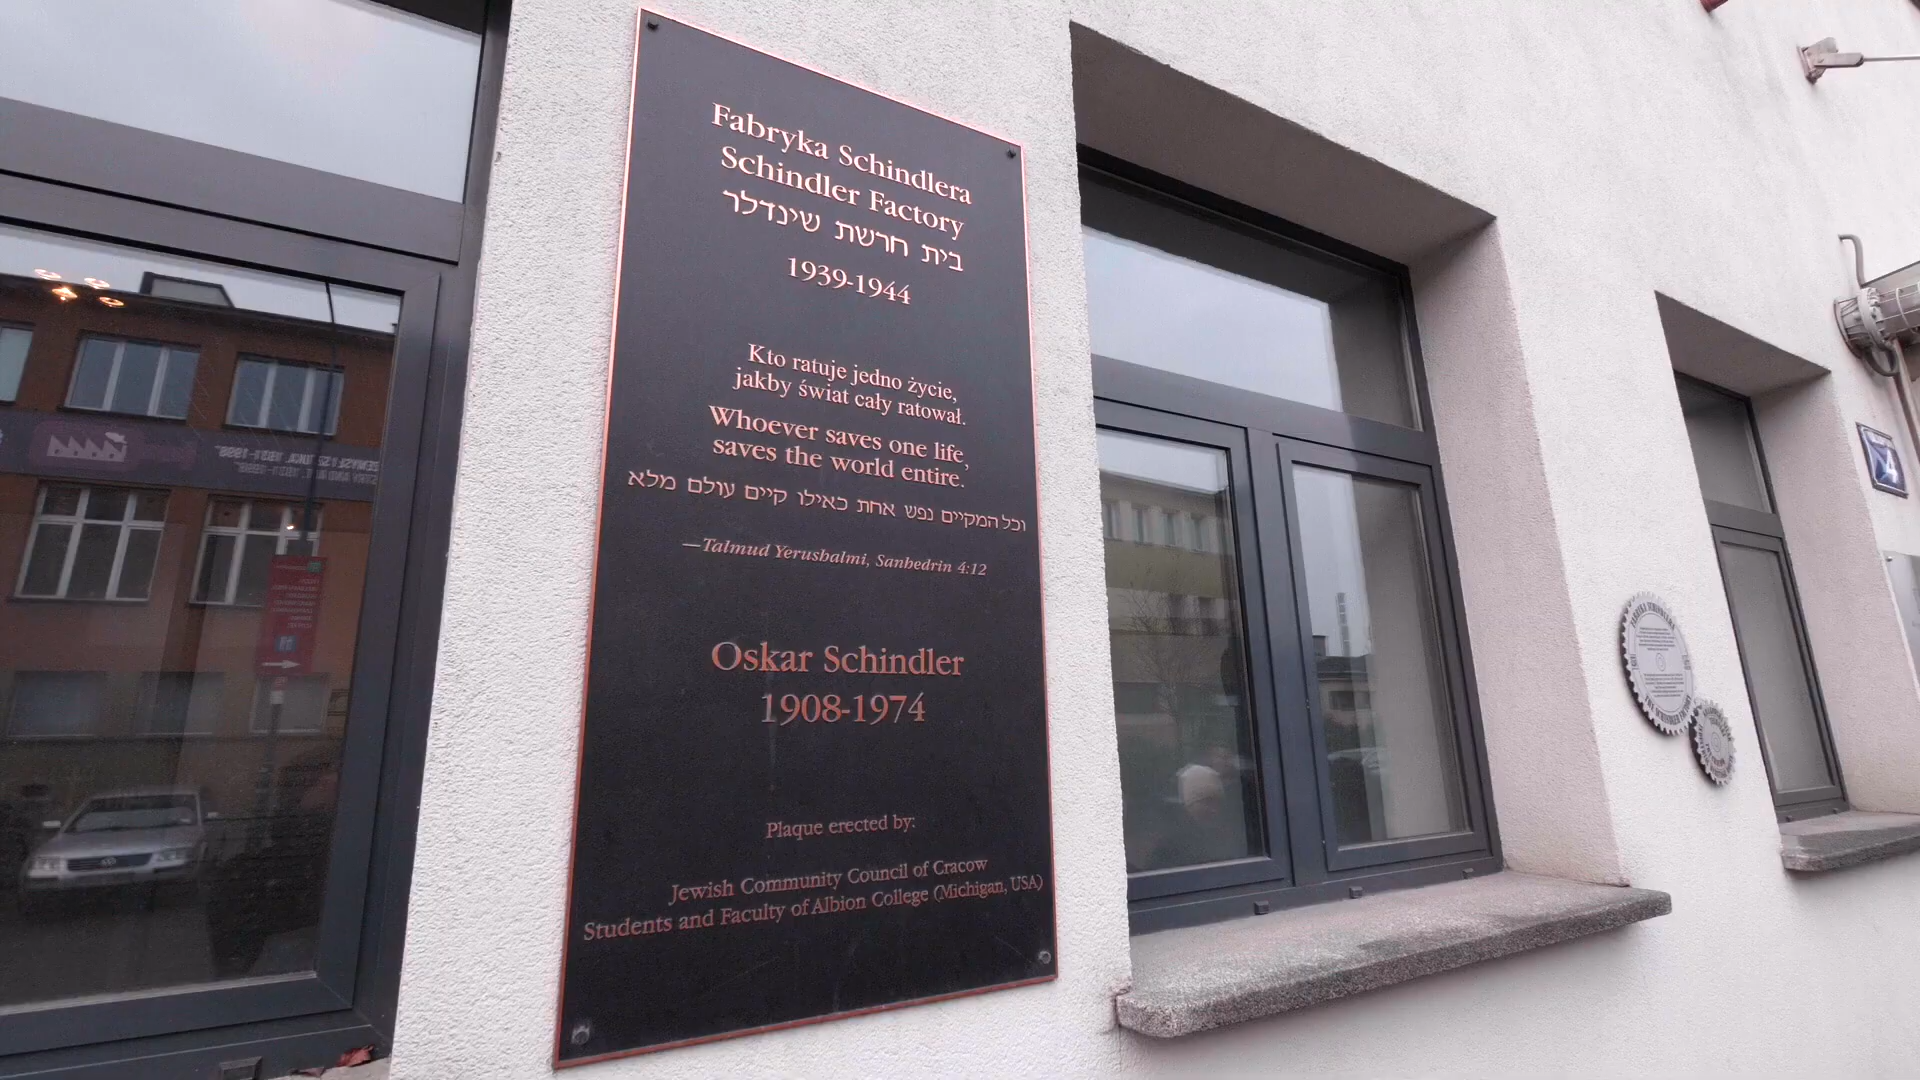 Fabryka Schindlera
Schindler Factory
בית חרשת שינדלר
1939-1944
Kto ratuje jedno życie,
jakby świat cały ratował.
Whoever saves one life,
saves the world entire.
וכל המקיים נפש אחת כאילו קיים עולם מלא
—Talmud Yerushalmi, Sanhedrin 4:12
Oskar Schindler
1908-1974
Plaque erected by:
Jewish Community Council of Cracow
Students and Faculty of Albion College (Michigan, USA)
4